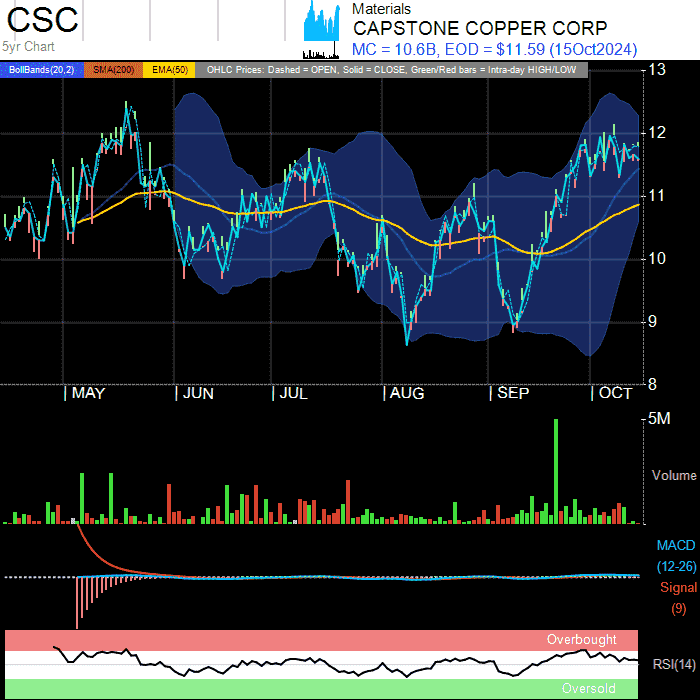 CSC
5yr Chart
Materials
CAPSTONE COPPER CORP
MC = 10.6B, EOD = $11.59 (15Oct2024)
BollBands(20,2) SMA(200) EMA(50) OHLC Prices: Dashed = OPEN, Solid = CLOSE, Green/Red bars = Intra-day HIGH/LOW
13
12
11
10
9
8
MAY JUN JUL AUG SEP OCT
5M
Volume
MACD
(12-26)
Signal
(9)
Overbought
RSI(14)
Oversold